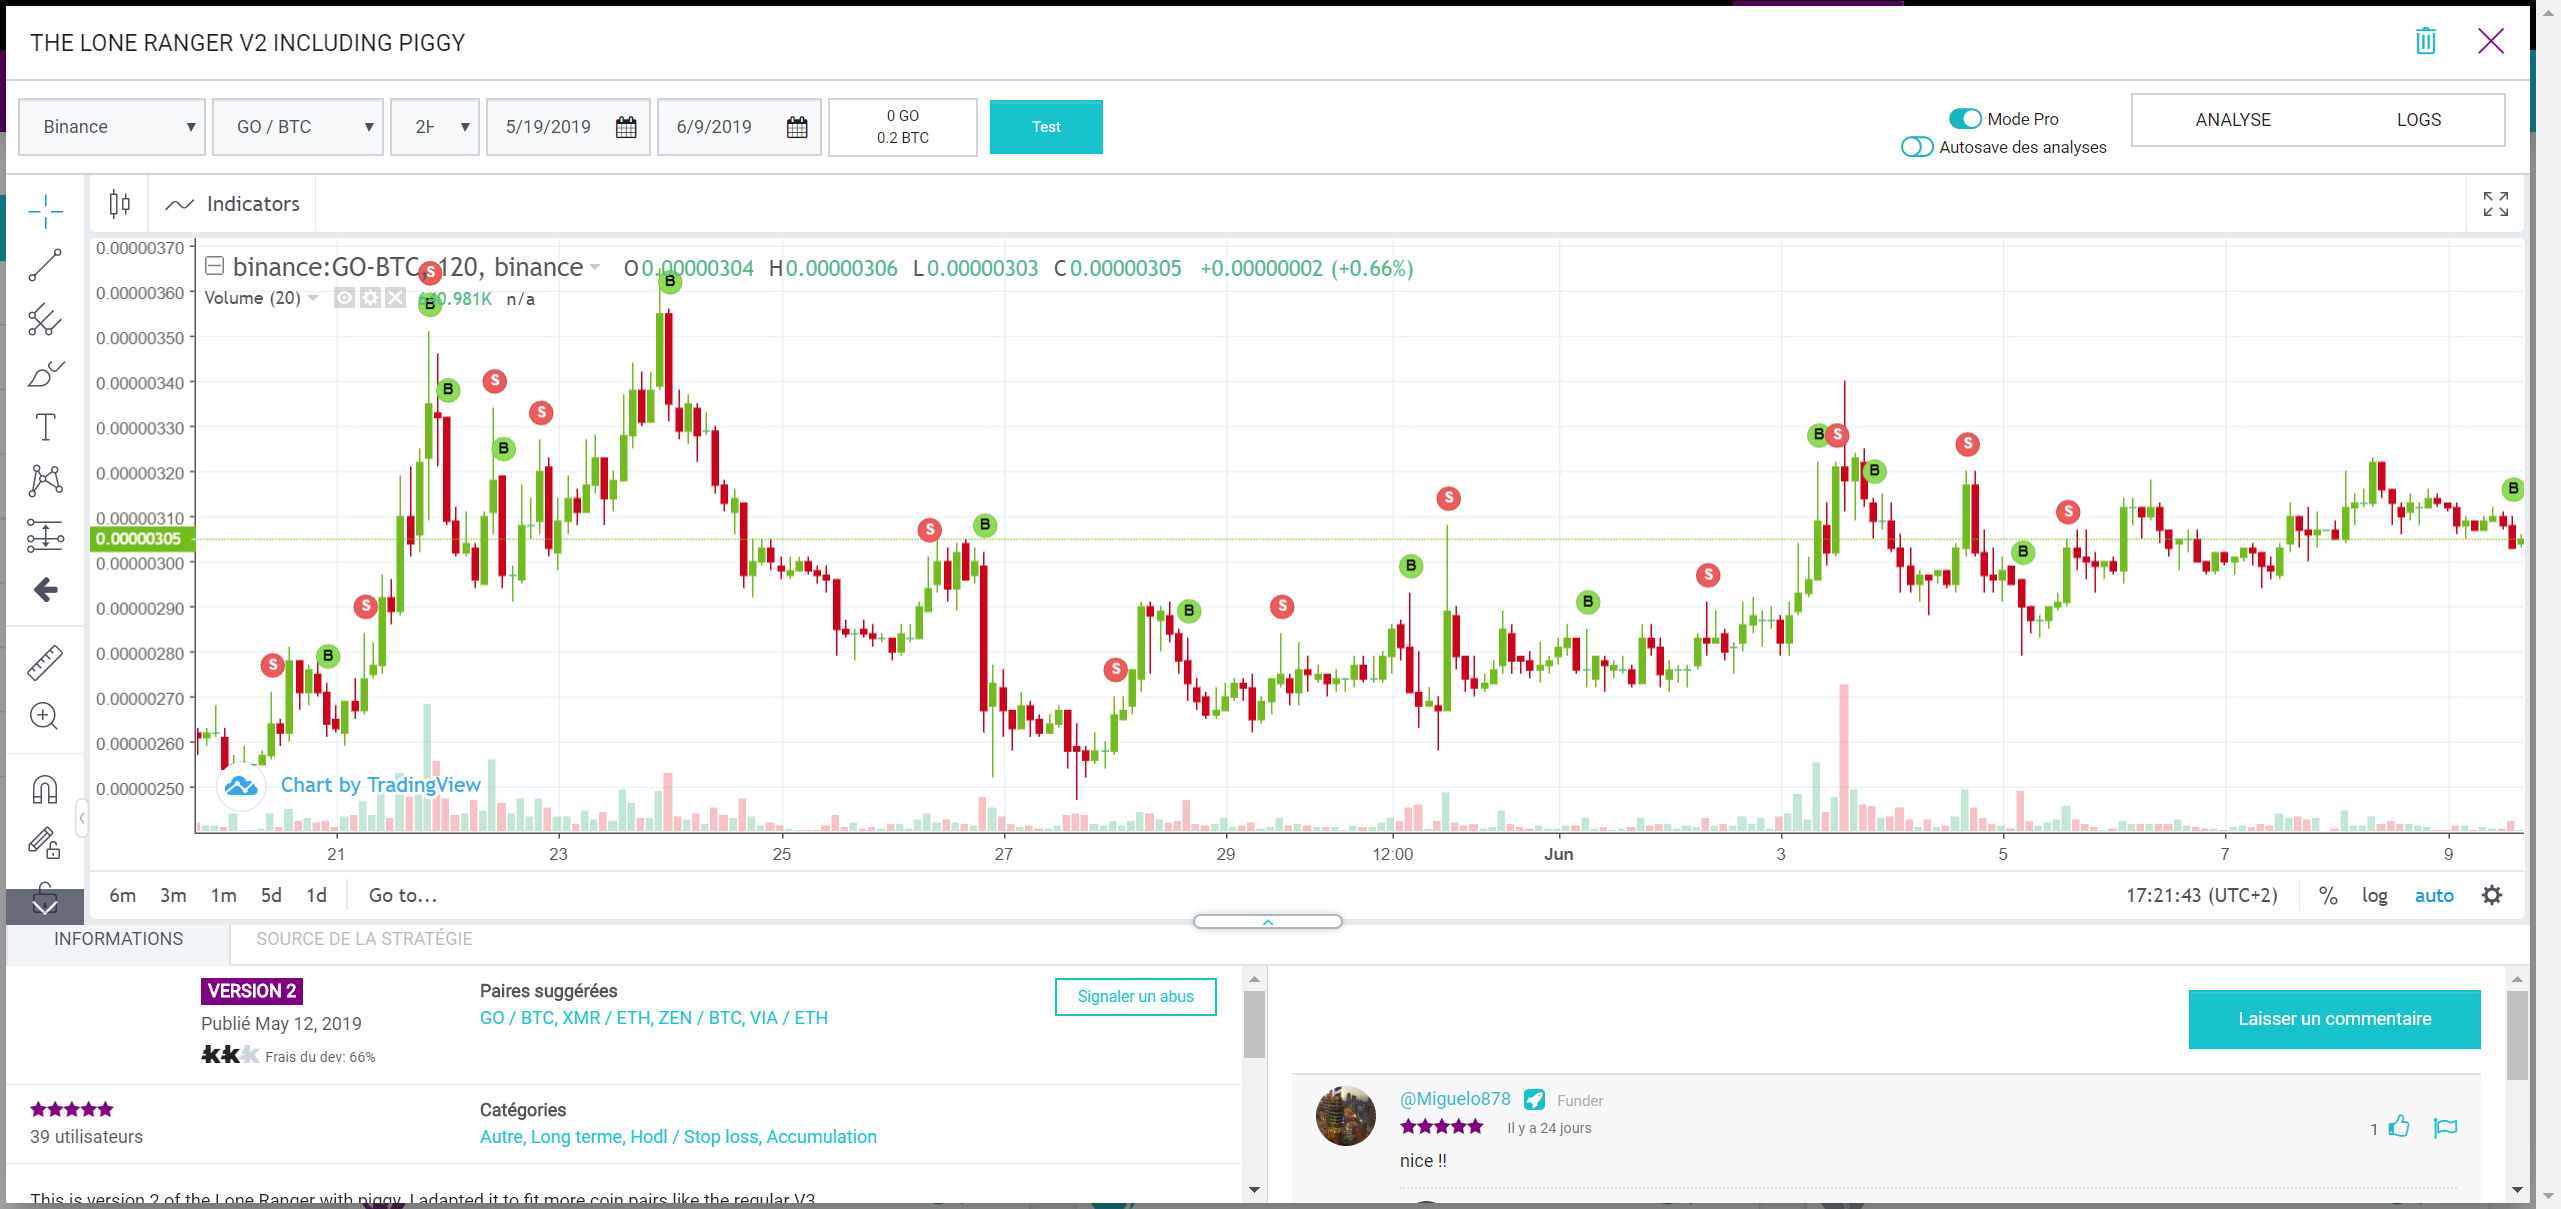 THE LONE RANGER V2 INCLUDING PIGGY
Binance
GO / BTC
2H
5/19/2019
6/9/2019
0 GO
0.2 BTC
Test
Mode Pro
Autosave des analyses
ANALYSE
LOGS
Indicators
binance:GO-BTC, 120, binance O 0.00000304 H 0.00000306 L 0.00000303 C 0.00000305 +0.00000002 (+0.66%)
Volume (20) n/a
0.00000370
0.00000360
0.00000350
0.00000340
0.00000330
0.00000320
0.00000310
0.00000305
0.00000300
0.00000290
0.00000280
0.00000270
0.00000260
0.00000250
S
B
B
S
B
S
B
S
S
B
S
B
S
B
S
B
S
B
S
B
S
B
S
B
S
B
Chart by TradingView
21 23 25 27 29 12:00 Jun 3 5 7 9
6m 3m 1m 5d 1d Go to...
17:21:43 (UTC+2) % log auto
INFORMATIONS
SOURCE DE LA STRATÉGIE
VERSION 2
Publié May 12, 2019
Frais du dev: 66%
Paires suggérées
GO / BTC, XMR / ETH, ZEN / BTC, VIA / ETH
Signaler un abus
39 utilisateurs
Catégories
Autre, Long terme, Hodl / Stop loss, Accumulation
This is version 2 of the Lone Ranger with piggy. I adapted it to fit more coin pairs like the regular V3
Laisser un commentaire
@Miguelo878 Funder
Il y a 24 jours
1
nice !!